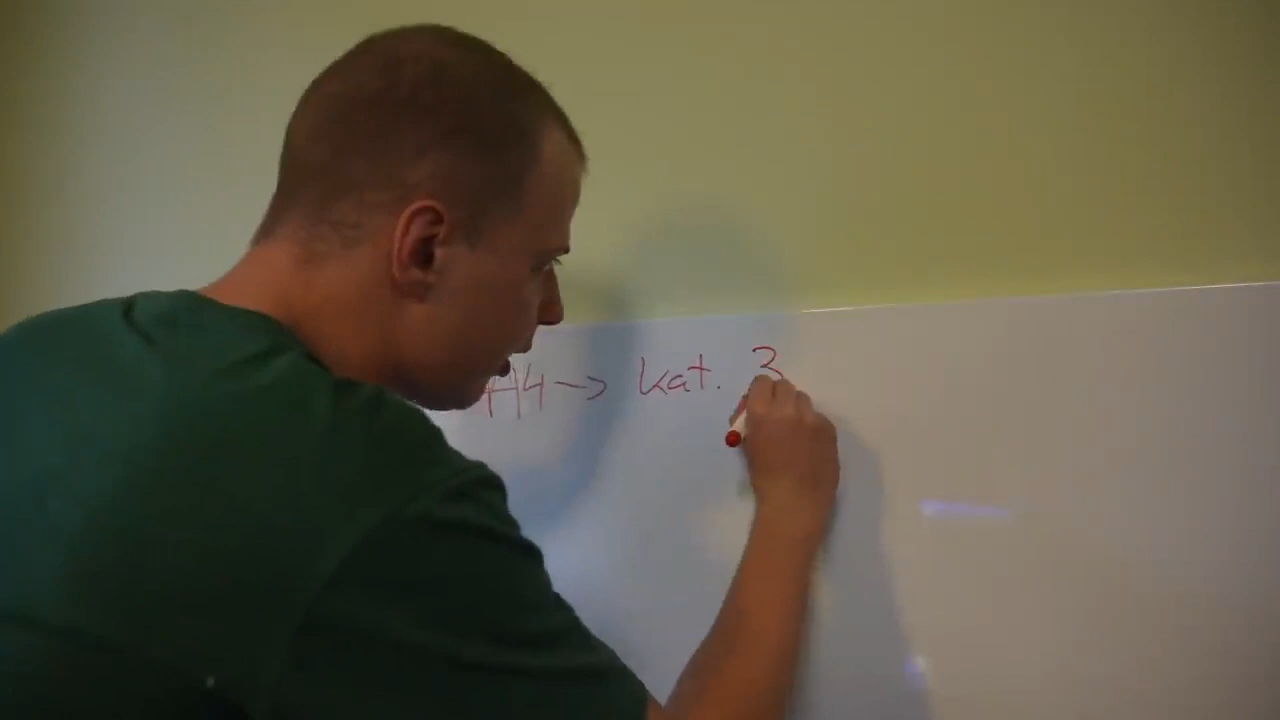 H4 → kat. 3